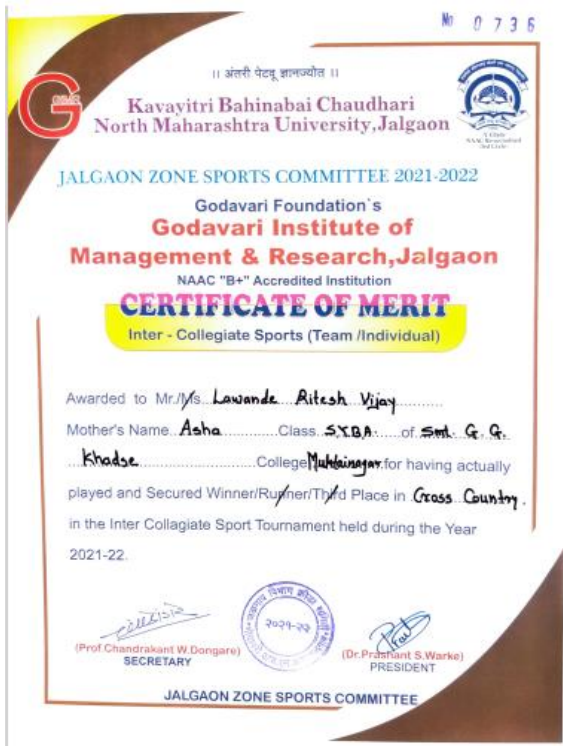 No 0736
।। अंतरी पेटवू ज्ञानज्योत ।।
G
GIMR
Kavayitri Bahinabai Chaudhari
North Maharashtra University,Jalgaon
JALGAON ZONE SPORTS COMMITTEE 2021-2022
Godavari Foundation`s
Godavari Institute of
Management & Research,Jalgaon
NAAC "B+" Accredited Institution
CERTIFICATE OF MERIT
Inter - Collegiate Sports (Team /Individual)
Awarded to Mr./Ms. Lawande Ritesh Vijay
Mother's Name Asha Class S.Y.B.A. of Smt. G. G.
Khadse College Muktainagar for having actually
played and Secured Winner/Runner/Third Place in Cross Country.
in the Inter Collagiate Sport Tournament held during the Year
2021-22.
२०२१-२२
(Prof.Chandrakant W.Dongare)
SECRETARY
(Dr.Prashant S.Warke)
PRESIDENT
JALGAON ZONE SPORTS COMMITTEE